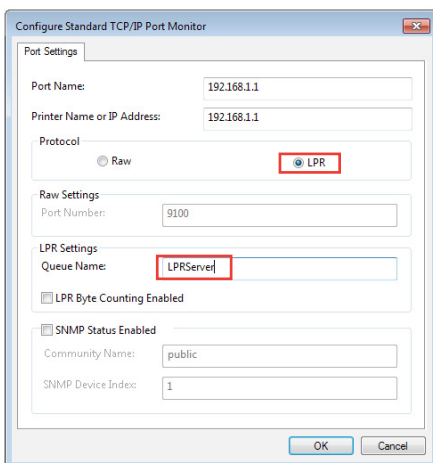 Configure Standard TCP/IP Port Monitor
Port Settings
Port Name: 192.168.1.1
Printer Name or IP Address: 192.168.1.1
Protocol
Raw LPR
Raw Settings
Port Number: 9100
LPR Settings
Queue Name: LPRServer
LPR Byte Counting Enabled
SNMP Status Enabled
Community Name: public
SNMP Device Index: 1
OK Cancel